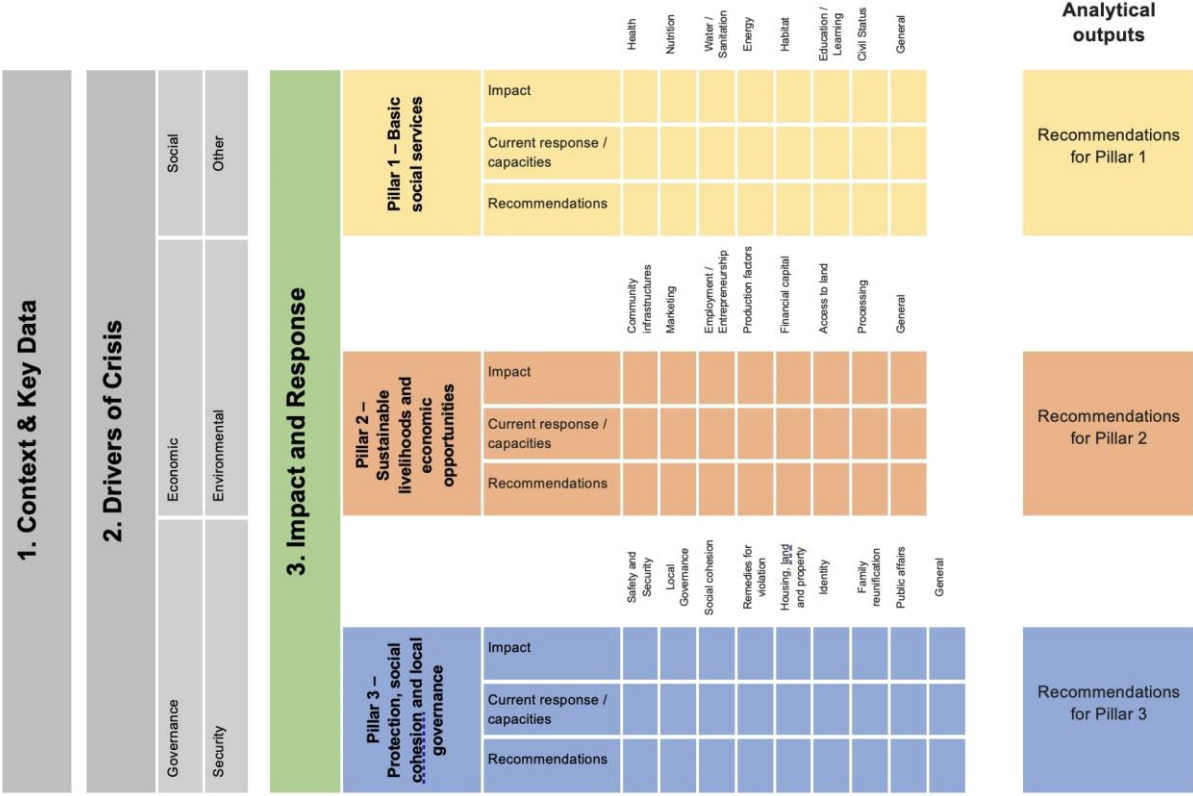 1. Context & Key Data
2. Drivers of Crisis
Governance
Economic
Social
Security
Environmental
Other
3. Impact and Response
Analytical
outputs
Health
Nutrition
Water /
Sanitation
Energy
Habitat
Education /
Learning
Civil Status
General
Pillar 1 – Basic
social services
Impact
Current response /
capacities
Recommendations
Recommendations
for Pillar 1
Community
infrastructures
Marketing
Employment /
Entrepreneurship
Production factors
Financial capital
Access to land
Processing
General
Pillar 2 –
Sustainable
livelihoods and
economic
opportunities
Impact
Current response /
capacities
Recommendations
Recommendations
for Pillar 2
Safety and
Security
Local
Governance
Social cohesion
Remedies for
violation
Housing, land
and property
Identity
Family
reunification
Public affairs
General
Pillar 3 –
Protection, social
cohesion and local
governance
Impact
Current response /
capacities
Recommendations
Recommendations
for Pillar 3